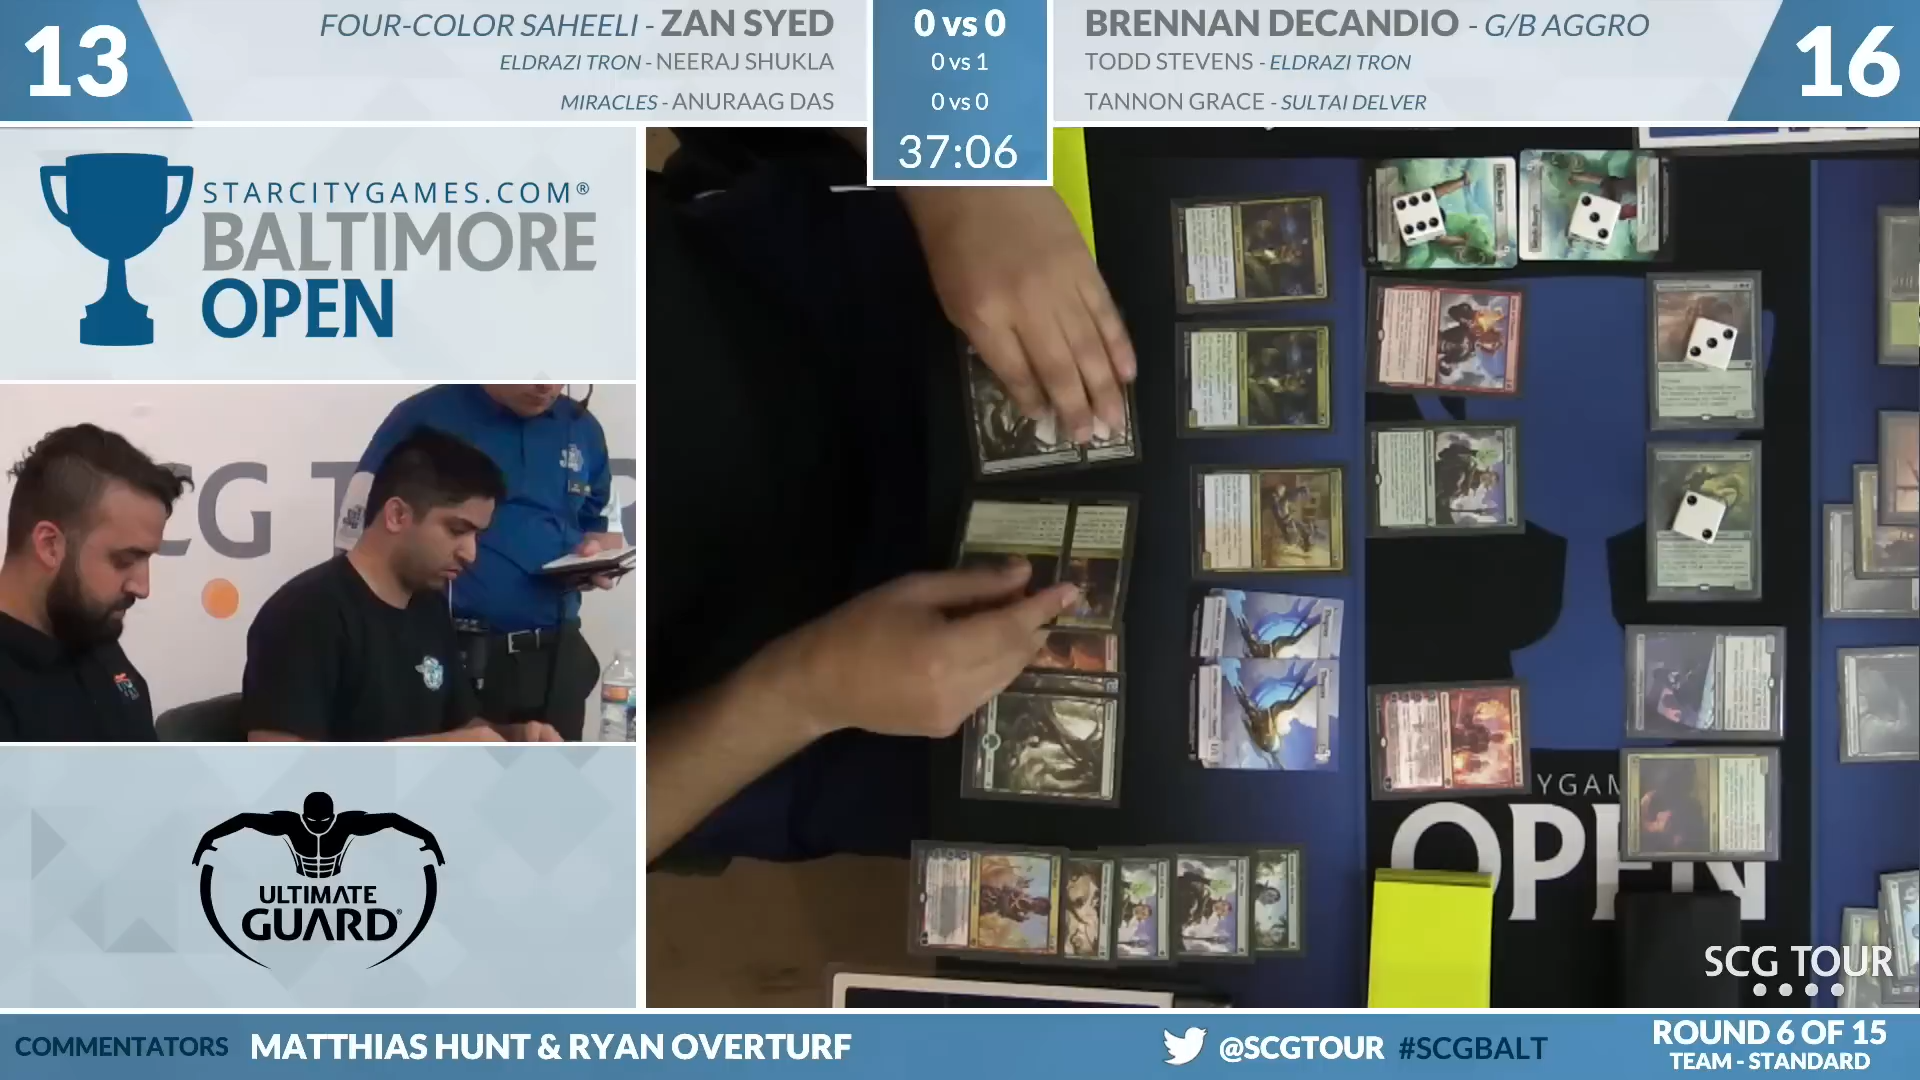 13
FOUR-COLOR SAHEELI - ZAN SYED
ELDRAZI TRON - NEERAJ SHUKLA
MIRACLES - ANURAAG DAS
0 vs 0
0 vs 1
0 vs 0
37:06
BRENNAN DECANDIO - G/B AGGRO
TODD STEVENS - ELDRAZI TRON
TANNON GRACE - SULTAI DELVER
16
STARCITYGAMES.COM®
BALTIMORE
OPEN
CG T
ULTIMATE
GUARD®
YGAM
OPEN
SCG TOUR
COMMENTATORS MATTHIAS HUNT & RYAN OVERTURF
@SCGTOUR #SCGBALT
ROUND 6 OF 15
TEAM - STANDARD